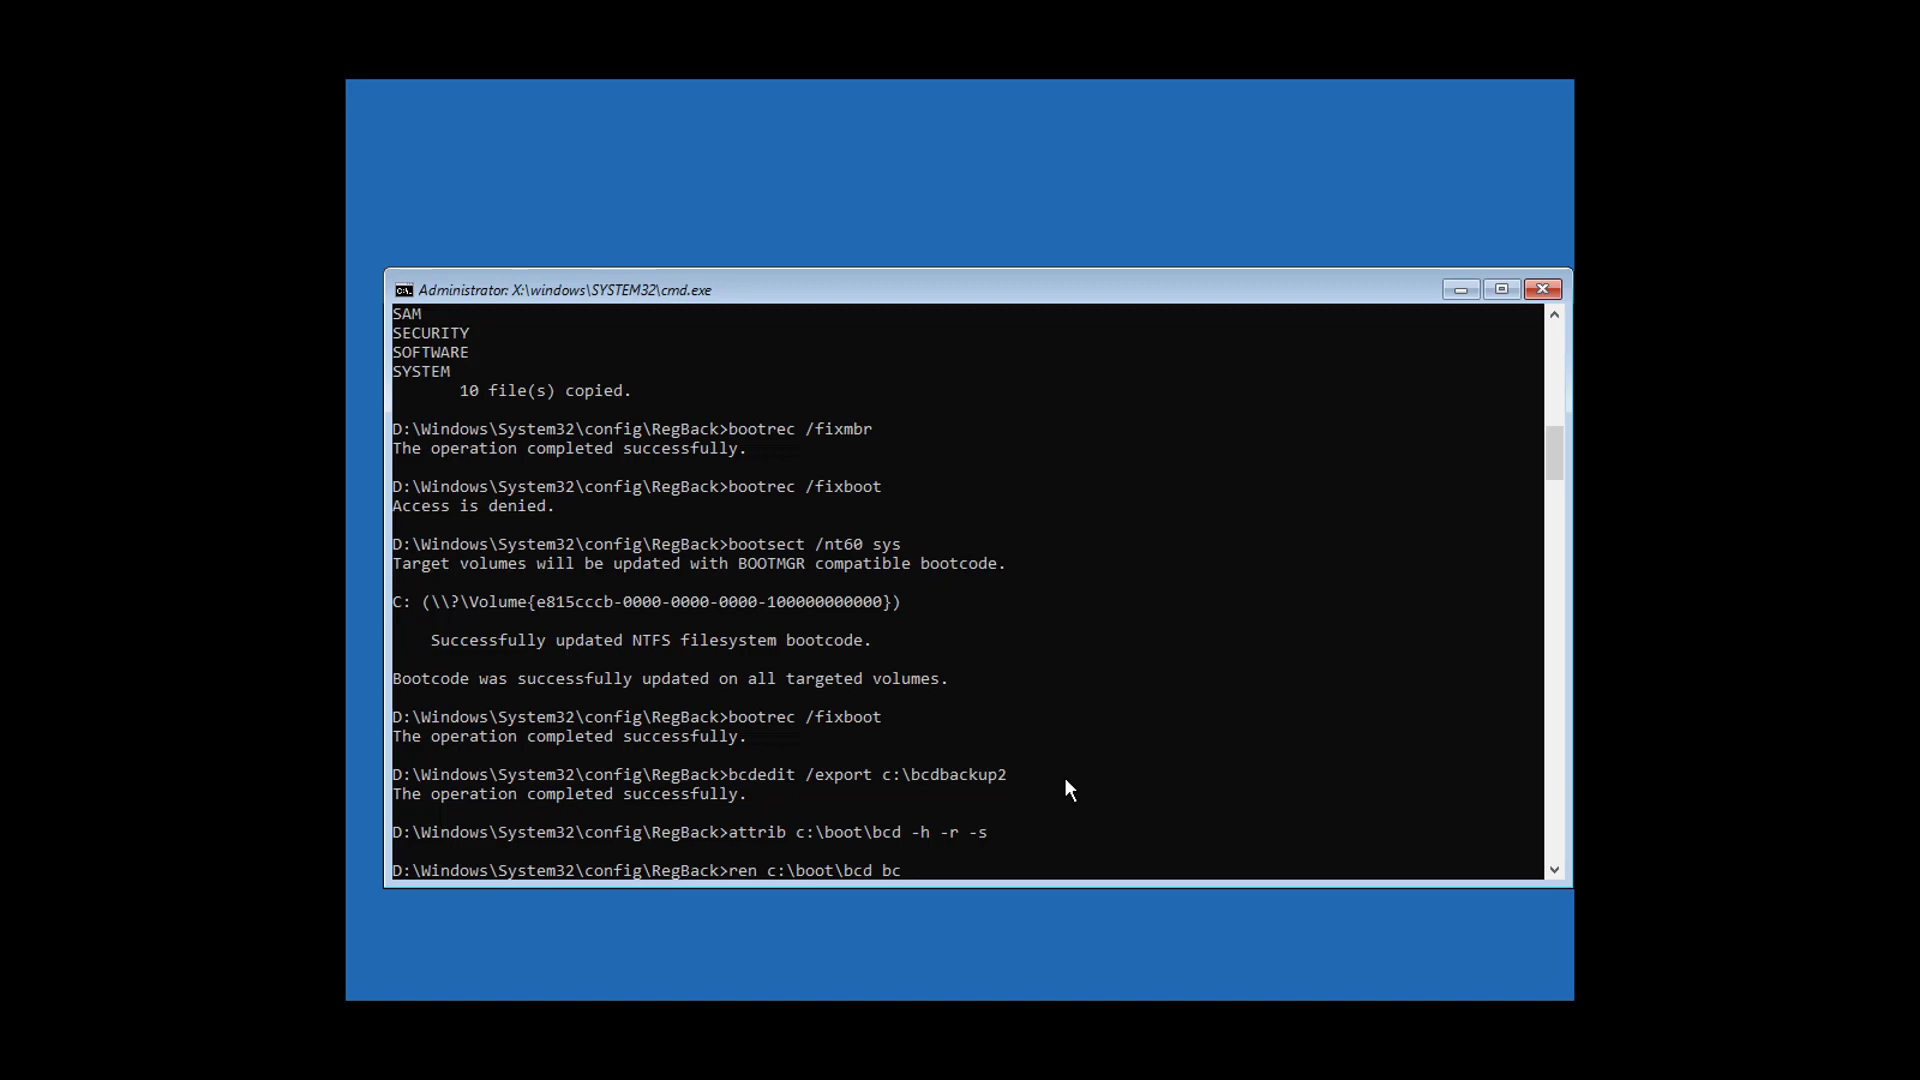 Administrator: X:\windows\SYSTEM32\cmd.exe
SAM
SECURITY
SOFTWARE
SYSTEM
10 file(s) copied.
D:\Windows\System32\config\RegBack>bootrec /fixmbr
The operation completed successfully.
D:\Windows\System32\config\RegBack>bootrec /fixboot
Access is denied.
D:\Windows\System32\config\RegBack>bootsect /nt60 sys
Target volumes will be updated with BOOTMGR compatible bootcode.
C: (\\?\Volume{e815cccb-0000-0000-0000-100000000000})
Successfully updated NTFS filesystem bootcode.
Bootcode was successfully updated on all targeted volumes.
D:\Windows\System32\config\RegBack>bootrec /fixboot
The operation completed successfully.
D:\Windows\System32\config\RegBack>bcdedit /export c:\bcdbackup2
The operation completed successfully.
D:\Windows\System32\config\RegBack>attrib c:\boot\bcd -h -r -s
D:\Windows\System32\config\RegBack>ren c:\boot\bcd bc